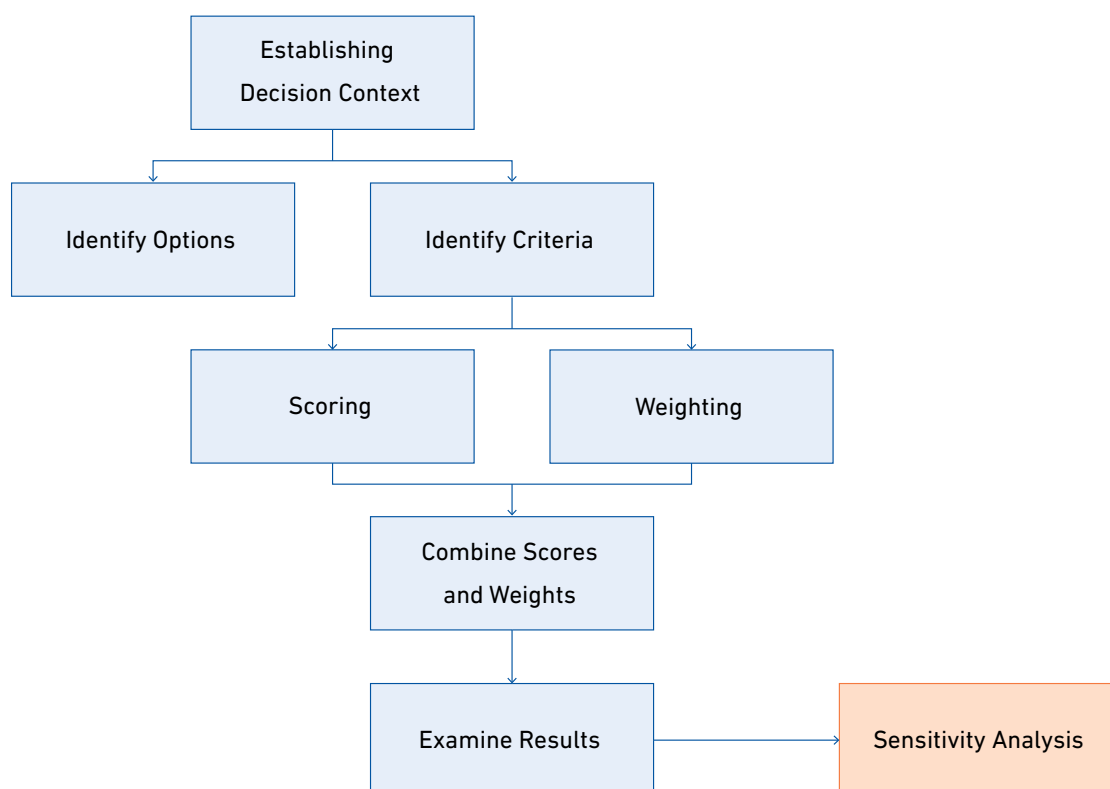 Establishing
Decision Context
Identify Options
Identify Criteria
Scoring
Weighting
Combine Scores
and Weights
Examine Results
Sensitivity Analysis